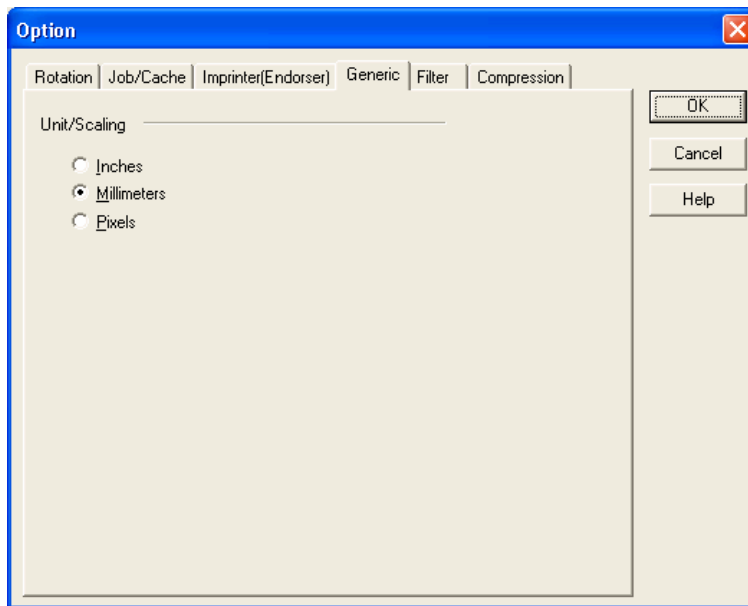 Option
Rotation Job/Cache Imprinter(Endorser) Generic Filter Compression
OK
Unit/Scaling
Cancel
Inches
Millimeters
Help
Pixels